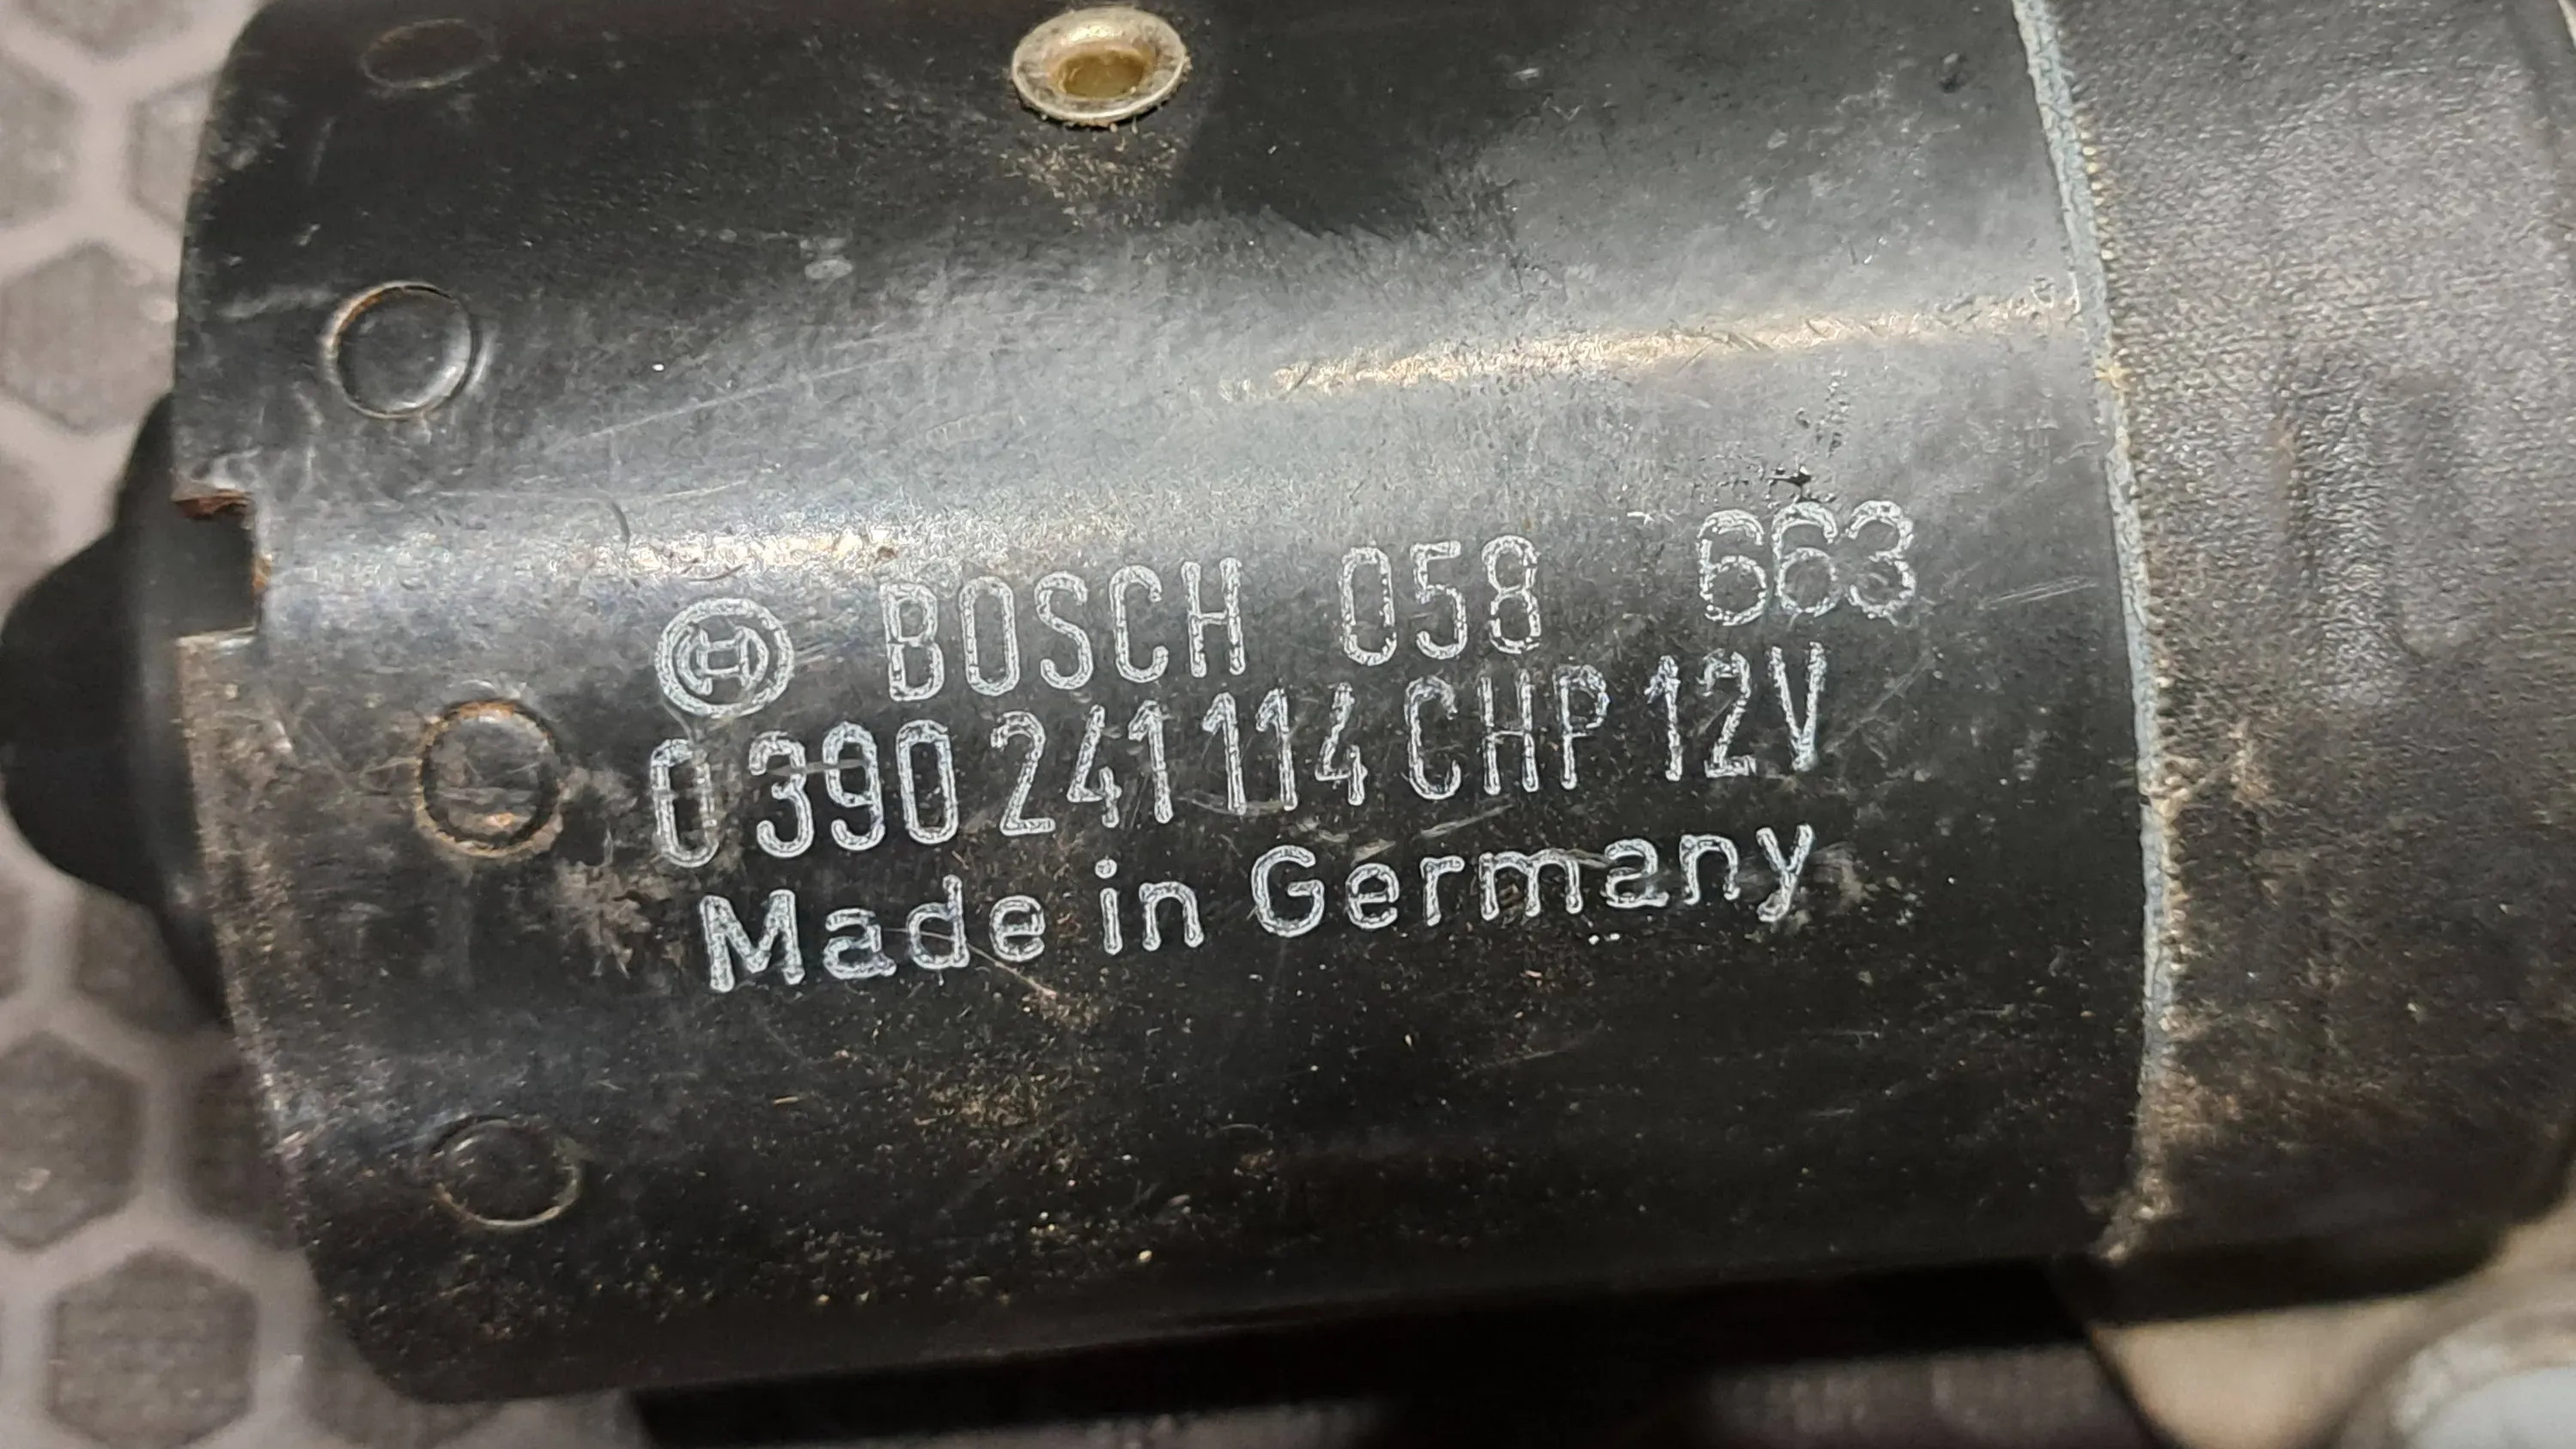 BOSCH 058 663
0 390 241 114 CHP 12V
Made in Germany